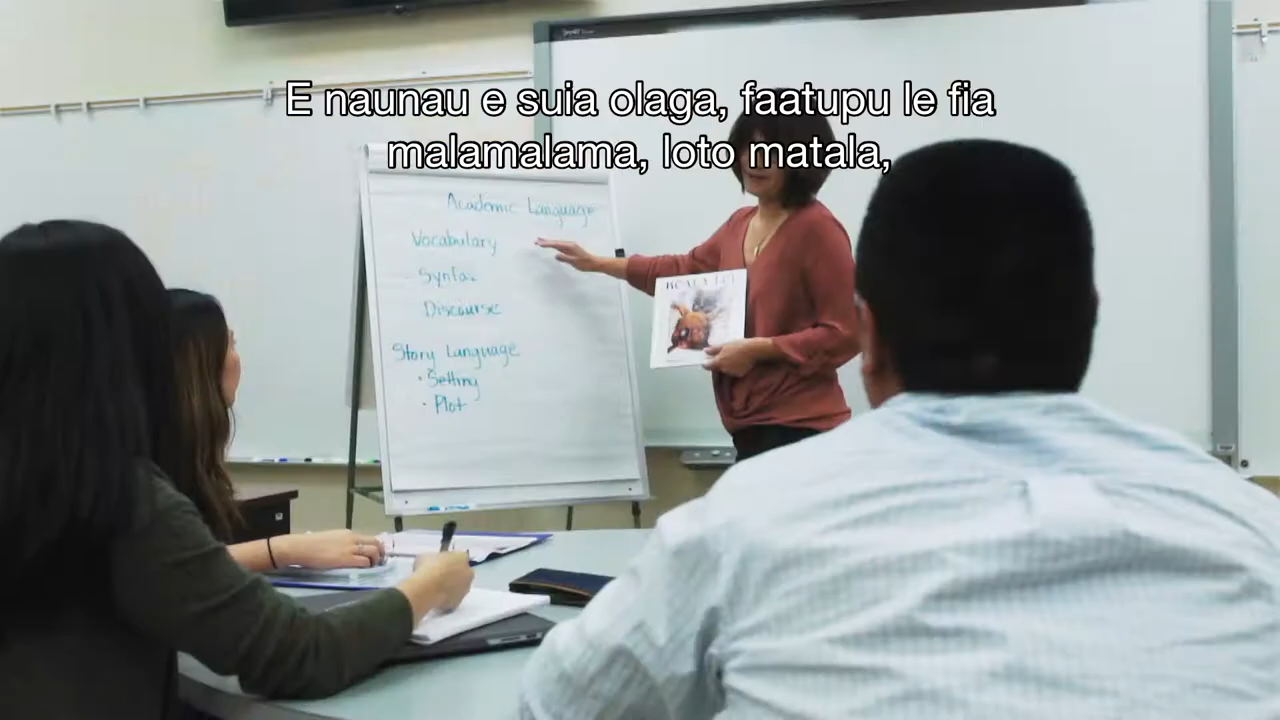 E naunau e suia olaga, faatupu le fia
malamalama, loto matala,
Academic Language
Vocabulary
Syntax
Discourse
Story Language
• Setting
• Plot